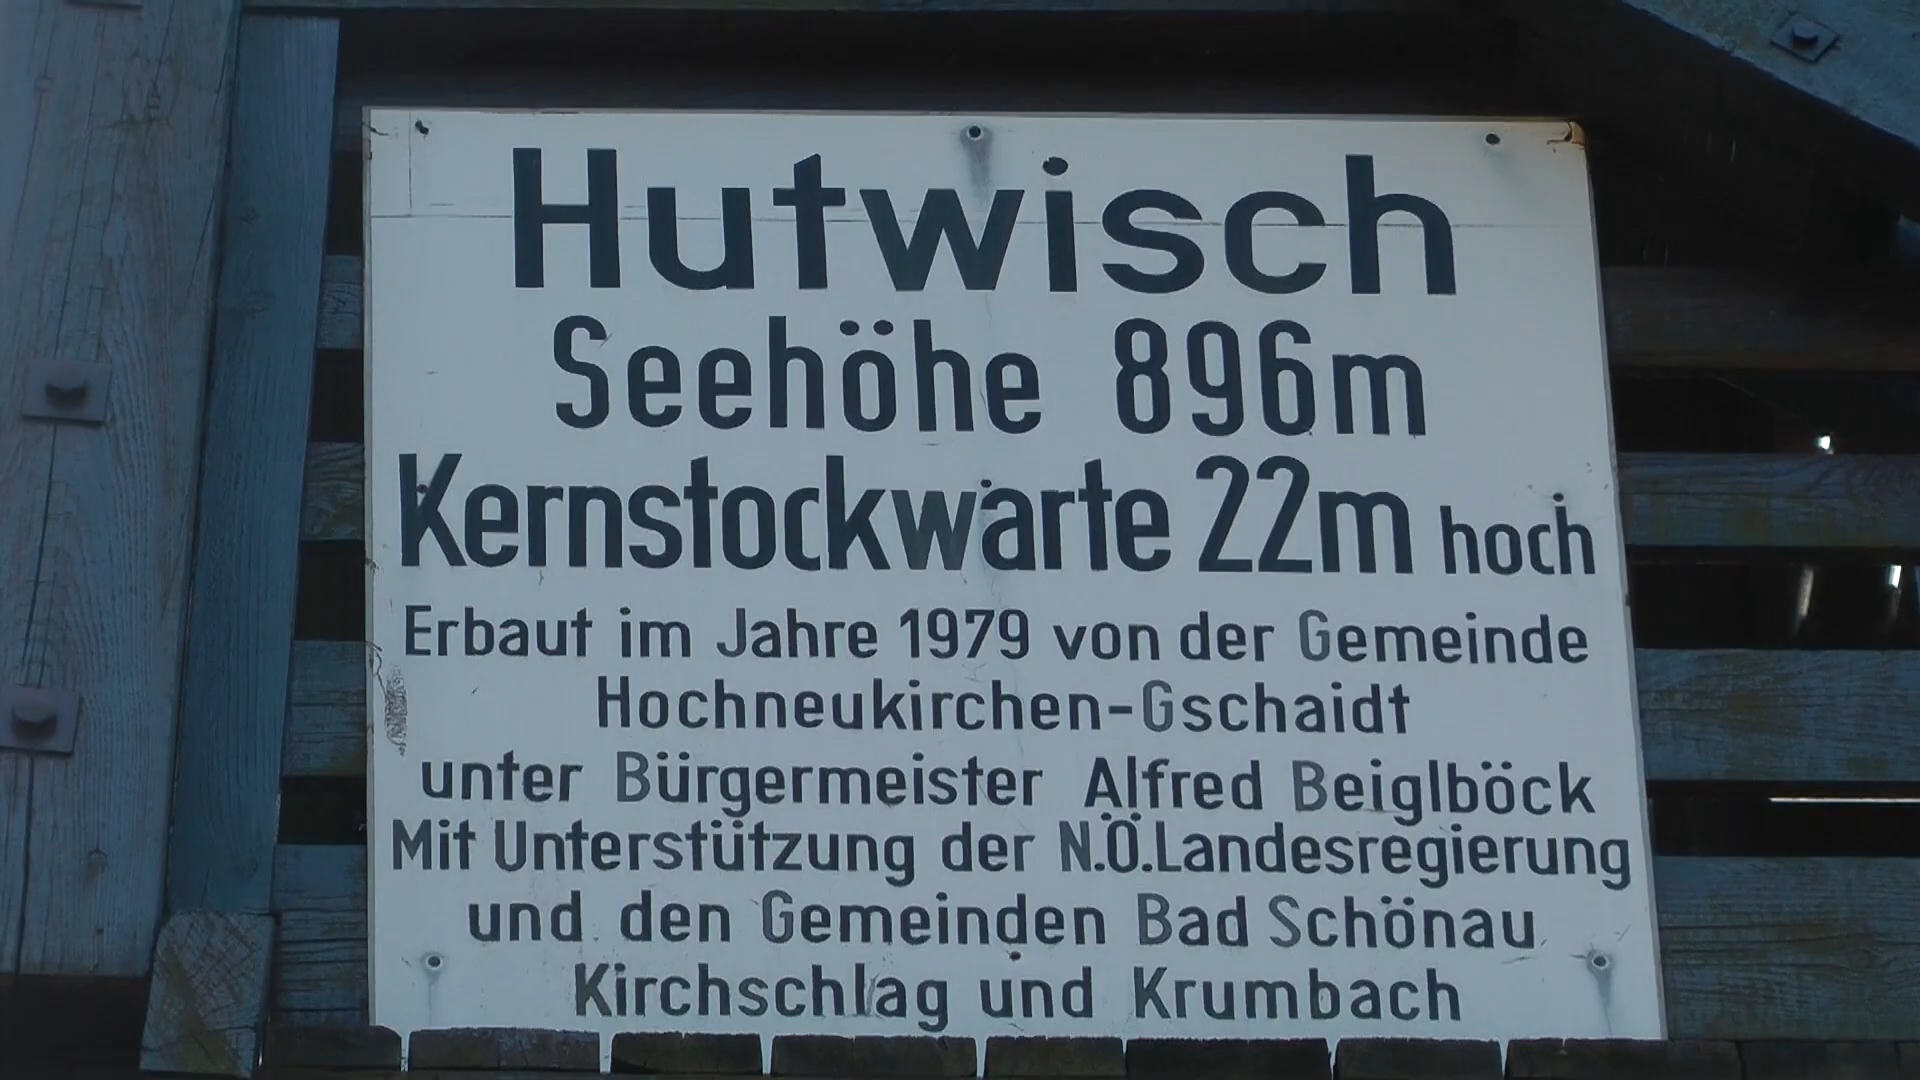 Hutwisch
Seehöhe 896m
Kernstockwarte 22m hoch
Erbaut im Jahre 1979 von der Gemeinde
Hochneukirchen-Gschaidt
unter Bürgermeister Alfred Beiglböck
Mit Unterstützung der N.Ö.Landesregierung
und den Gemeinden Bad Schönau
Kirchschlag und Krumbach